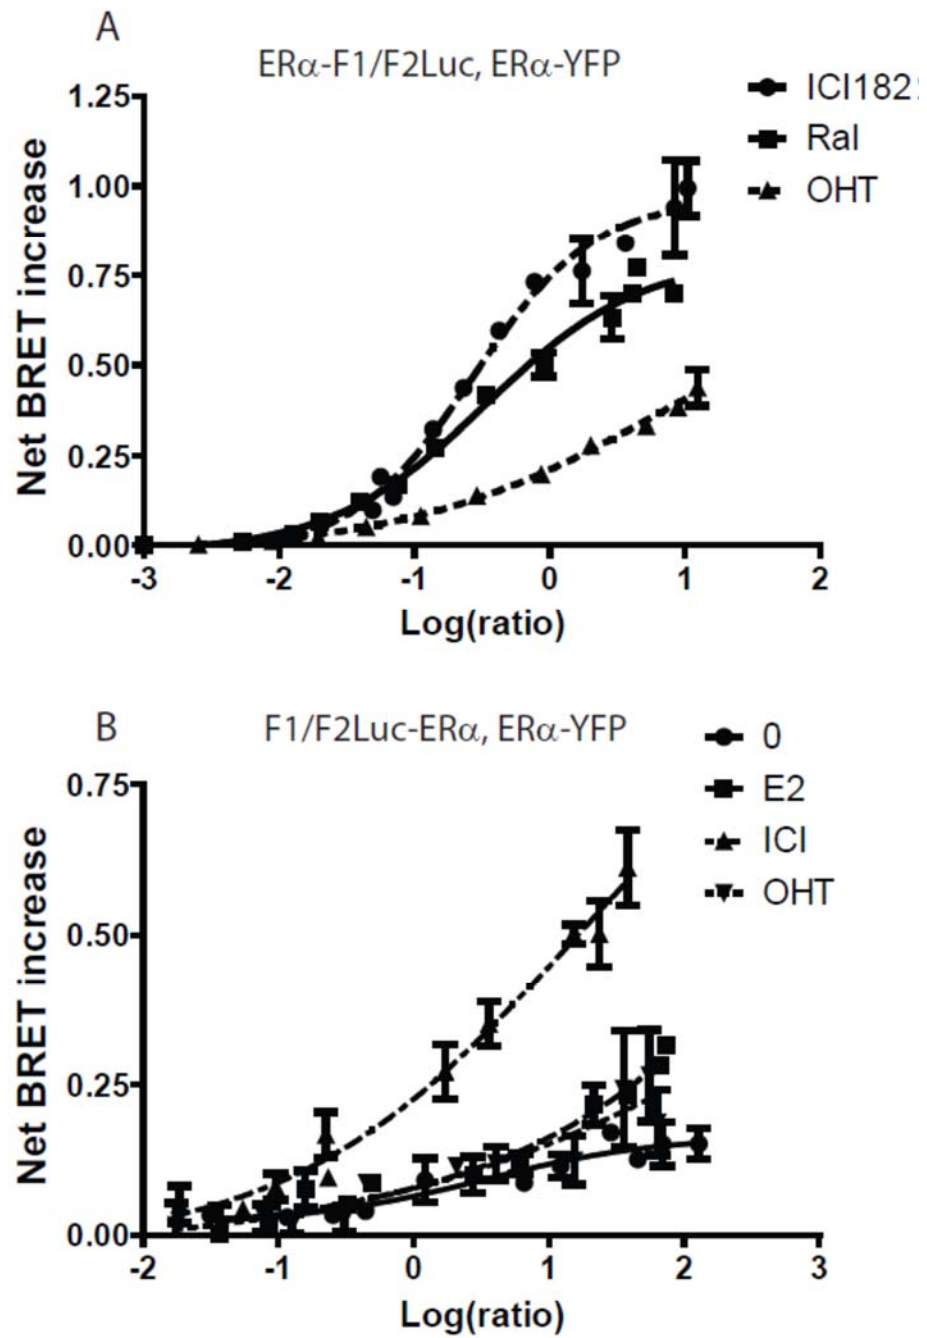 A
ERα-F1/F2Luc, ERα-YFP
ICI182
Ral
OHT
Net BRET increase
1.25
1.00
0.75
0.50
0.25
0.00
-3 -2 -1 0 1 2
Log(ratio)
B
F1/F2Luc-ERα, ERα-YFP
0
E2
ICI
OHT
Net BRET increase
0.75
0.50
0.25
0.00
-2 -1 0 1 2 3
Log(ratio)